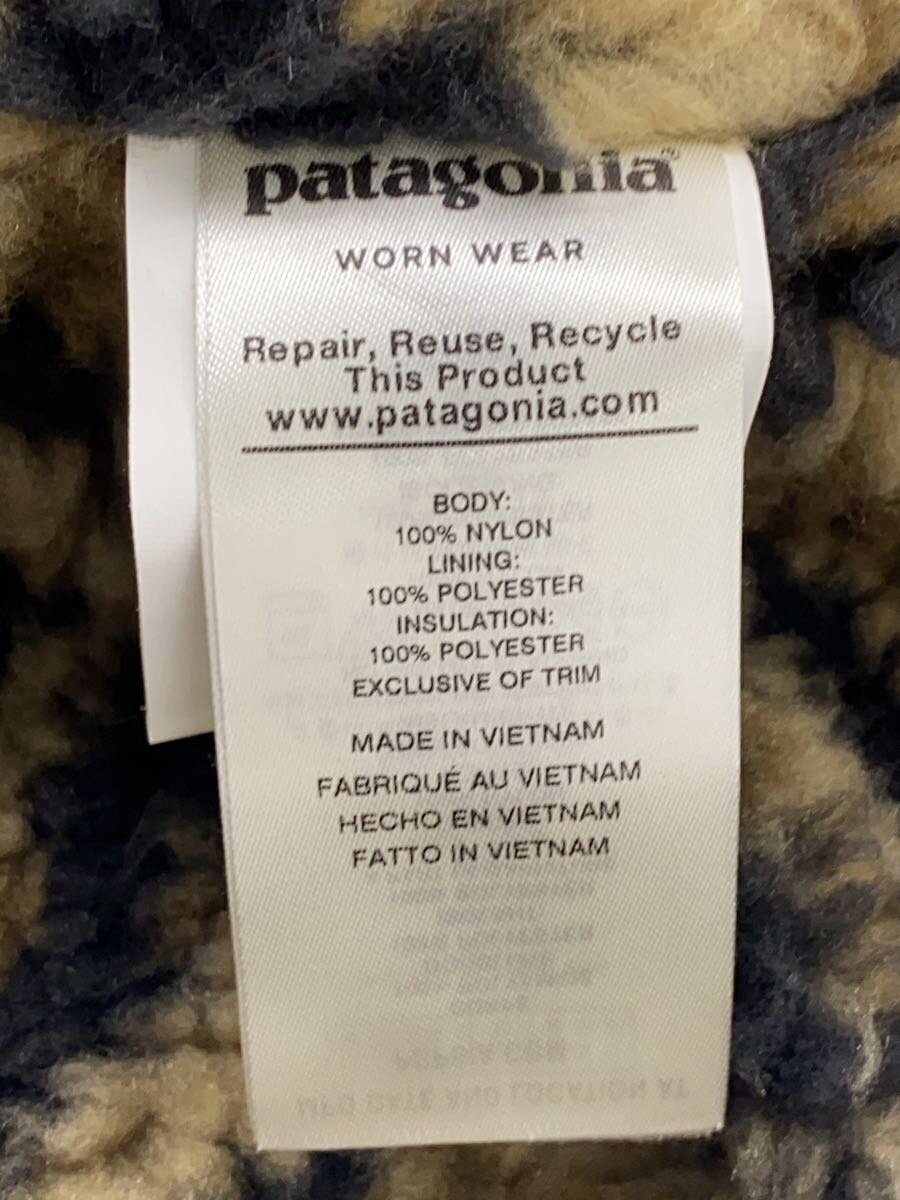 patagonia
WORN WEAR
Repair, Reuse, Recycle
This Product
www.patagonia.com
BODY:
100% NYLON
LINING:
100% POLYESTER
INSULATION:
100% POLYESTER
EXCLUSIVE OF TRIM
MADE IN VIETNAM
FABRIQUÉ AU VIETNAM
HECHO EN VIETNAM
FATTO IN VIETNAM